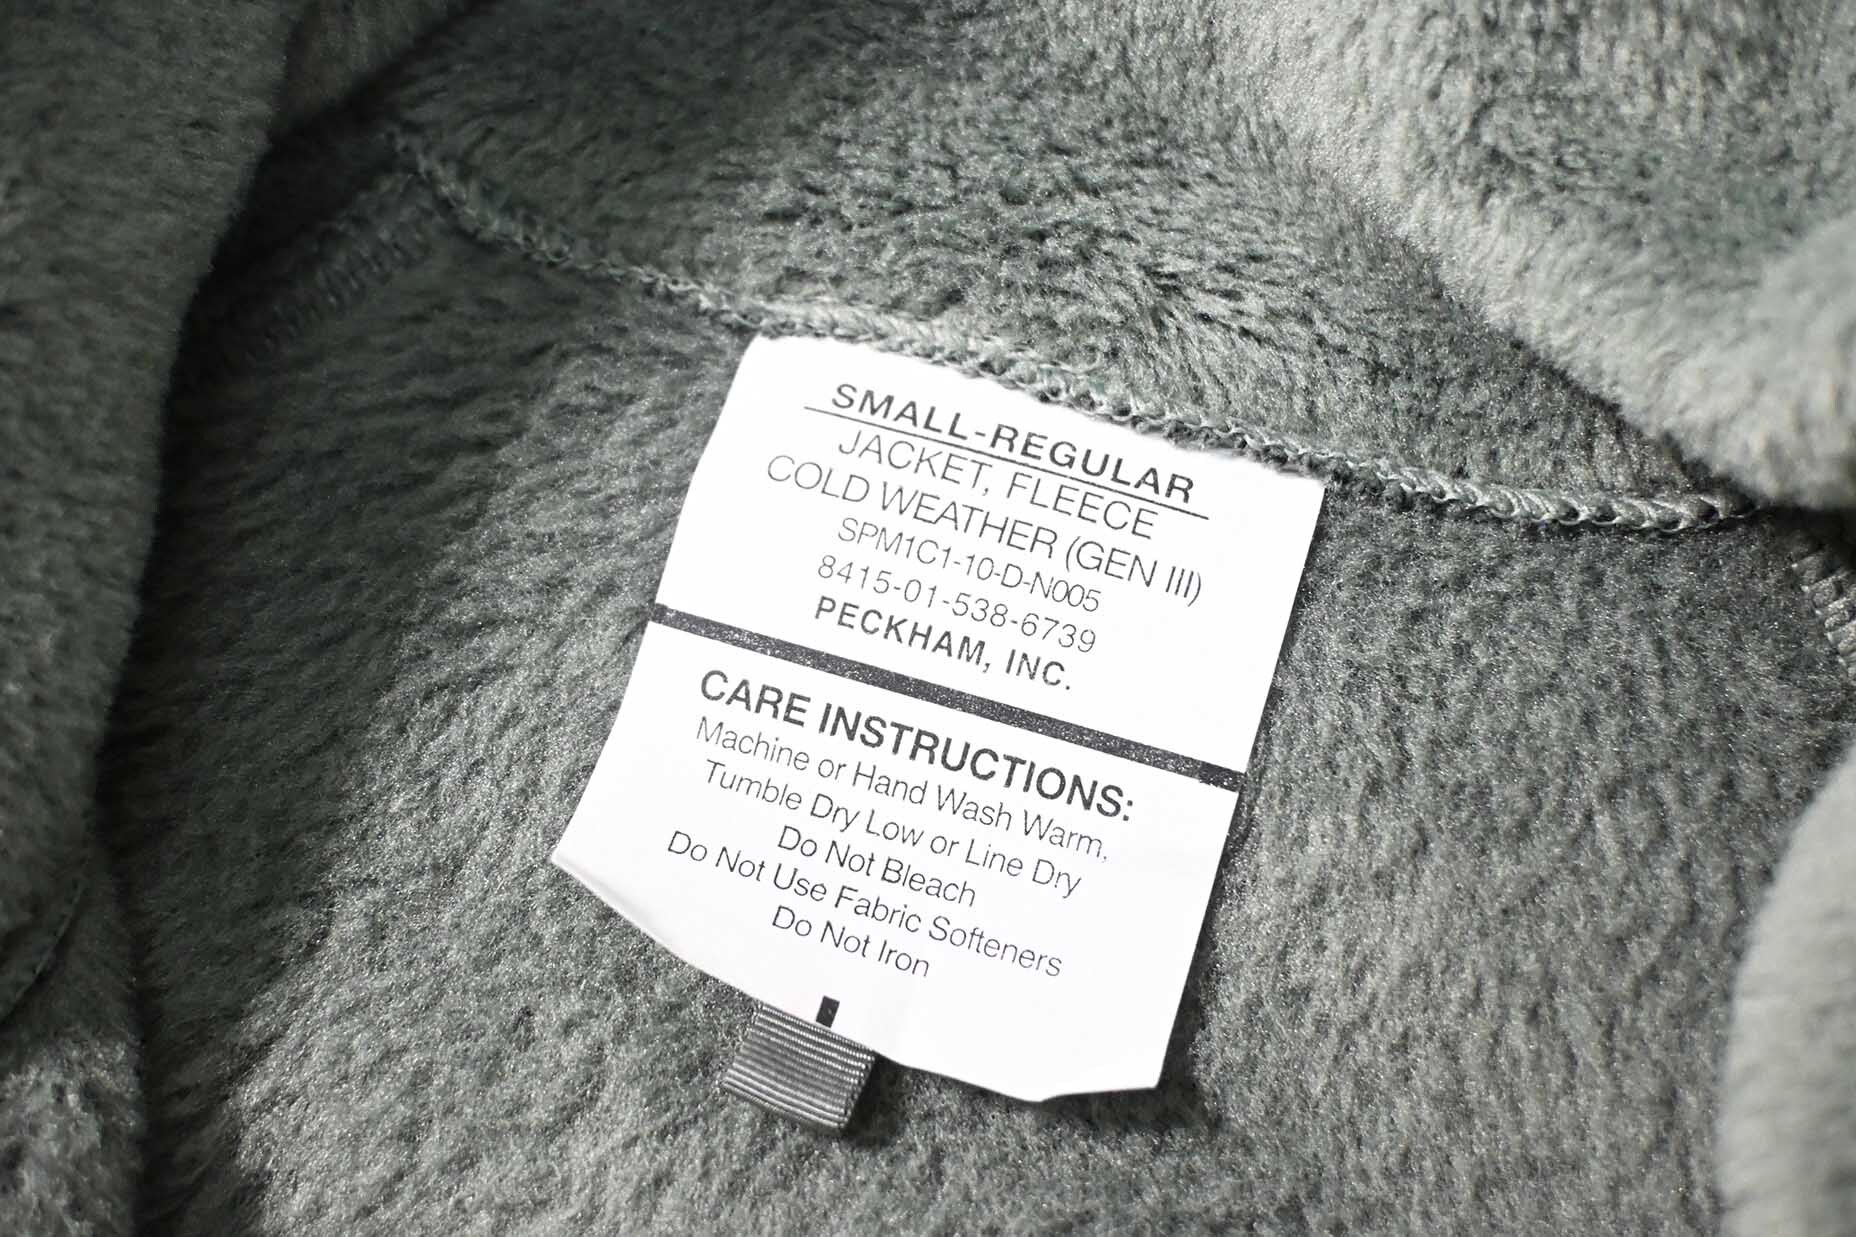 SMALL-REGULAR
JACKET, FLEECE
COLD WEATHER (GEN III)
SPM1C1-10-D-N005
8415-01-538-6739
PECKHAM, INC.
CARE INSTRUCTIONS:
Machine or Hand Wash Warm,
Tumble Dry Low or Line Dry
Do Not Bleach
Do Not Use Fabric Softeners
Do Not Iron